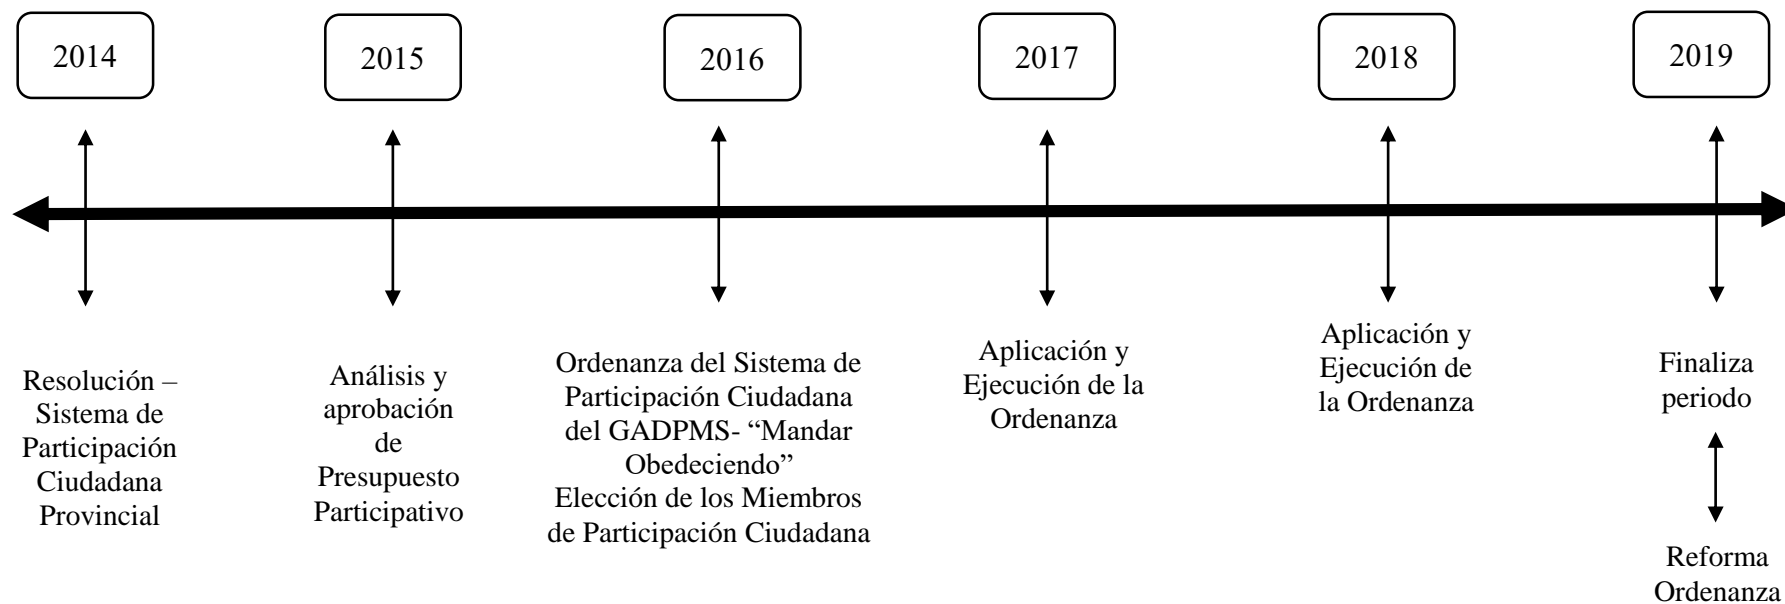 2014
2015
2016
2017
2018
2019
Resolución –
Sistema de
Participación
Ciudadana
Provincial
Análisis y
aprobación
de
Presupuesto
Participativo
Ordenanza del Sistema de
Participación Ciudadana
del GADPMS- “Mandar
Obedeciendo”
Elección de los Miembros
de Participación Ciudadana
Aplicación y
Ejecución de la
Ordenanza
Aplicación y
Ejecución de
la Ordenanza
Finaliza
periodo
Reforma
Ordenanza